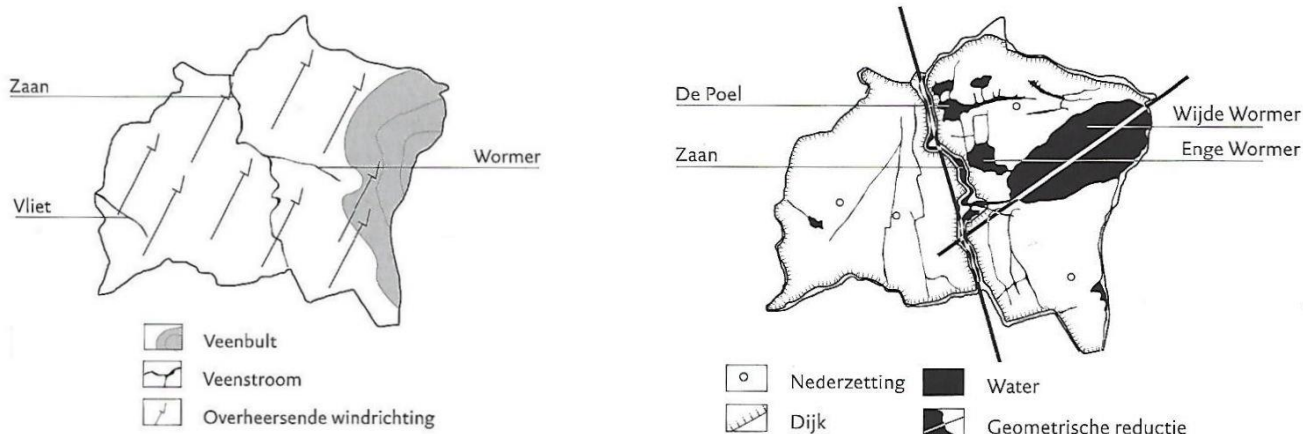 Zaan
Wormer
Vliet
Veenbult
Veenstroom
Overheersende windrichting
De Poel
Wijde Wormer
Enge Wormer
Zaan
Nederzetting
Water
Dijk
Geometrische reductie